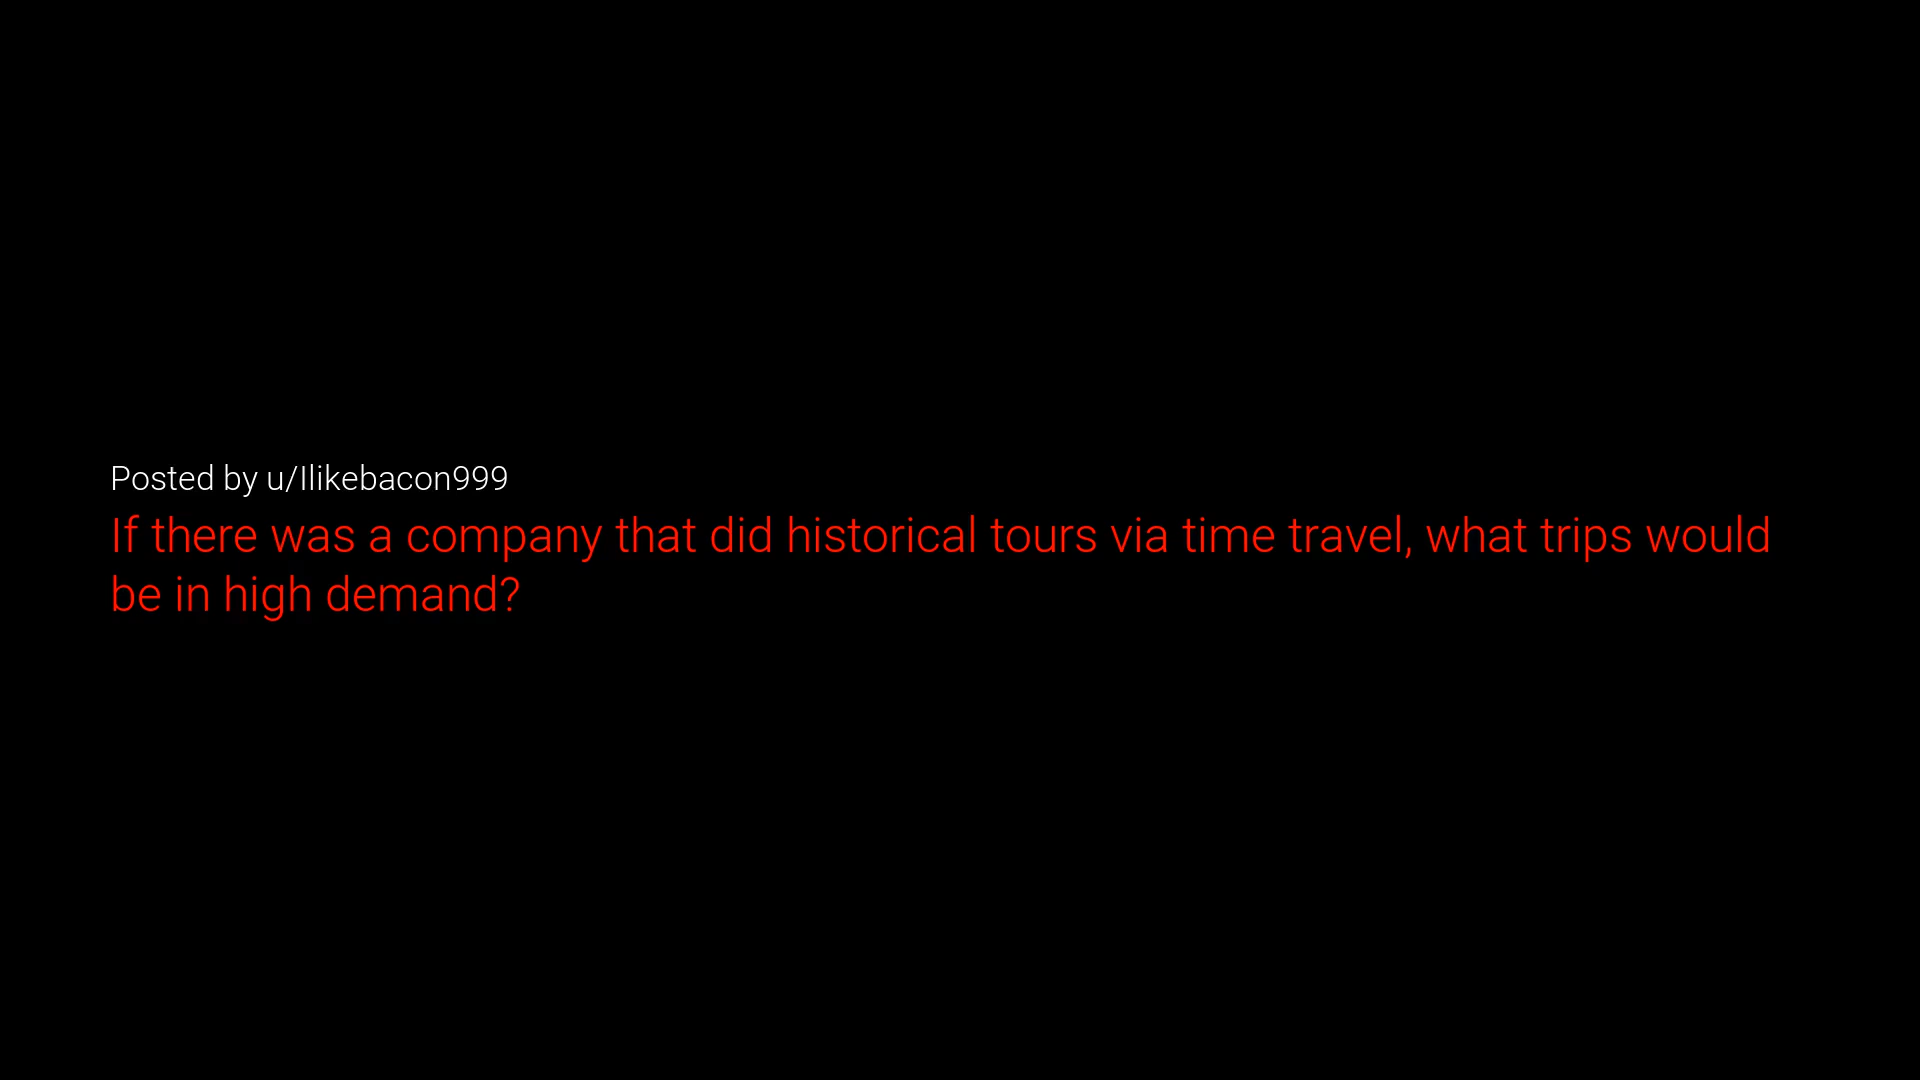 Posted by u/Ilikebacon999
If there was a company that did historical tours via time travel, what trips would
be in high demand?